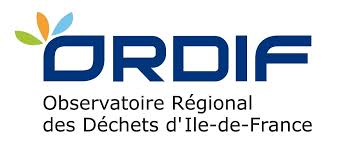 ORDIF
Observatoire Régional
des Déchets d'Ile-de-France